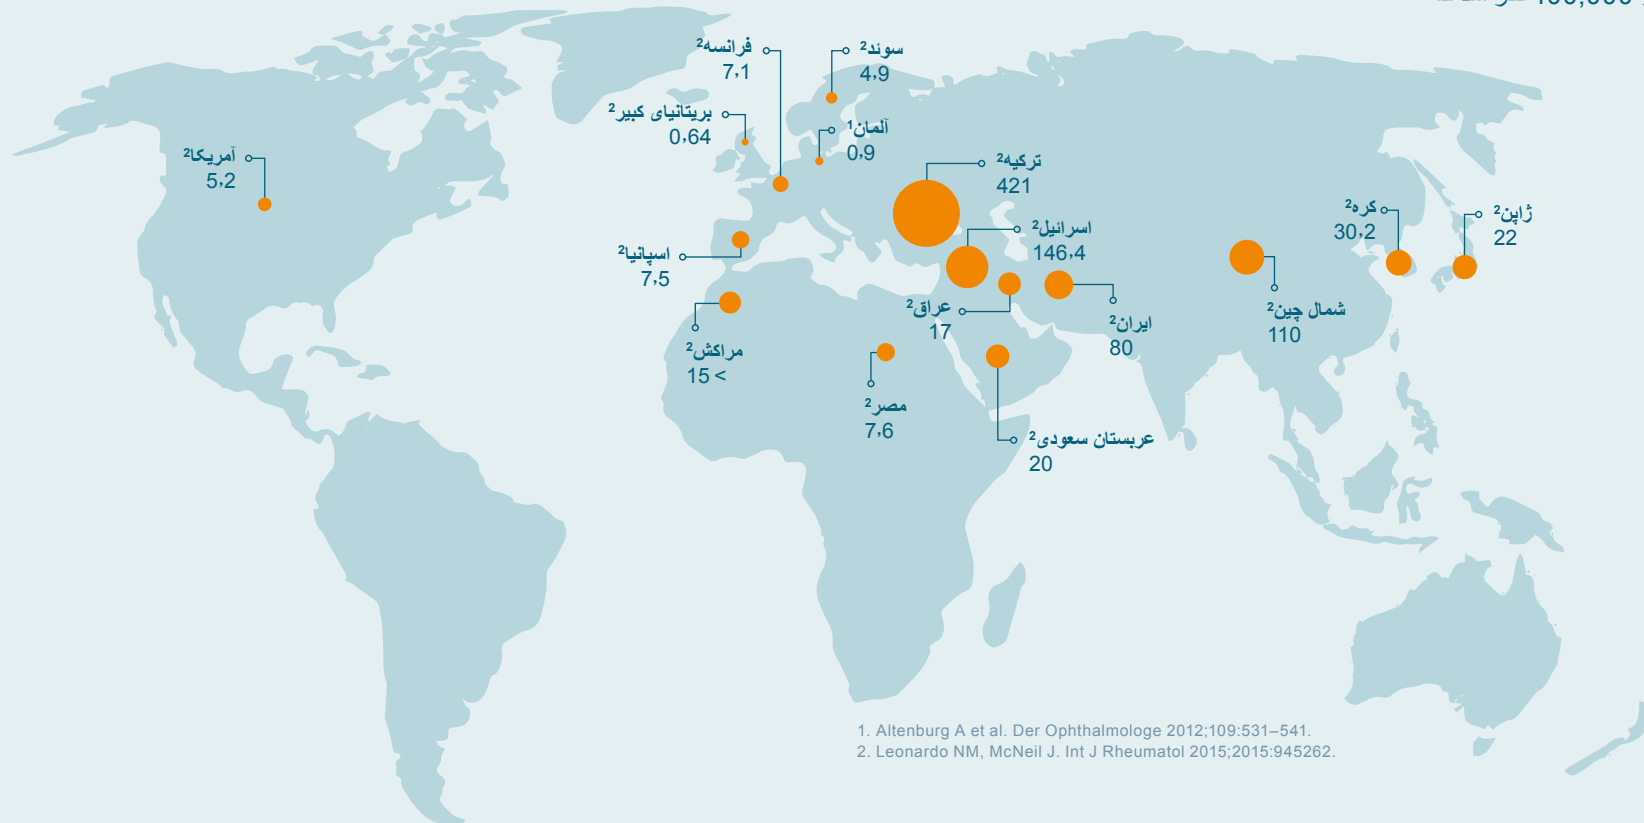 100,000
فرانسه²
7,1
سوئد²
4,9
بریتانیای کبیر²
0,64
آلمان¹
0,9
آمریکا²
5,2
ترکیه²
421
اسرائیل²
146,4
اسپانیا²
7,5
کره²
30,2
ژاپن²
22
عراق²
17
ایران²
80
شمال چین²
110
مراکش²
15 <
مصر²
7,6
عربستان سعودی²
20
1. Altenburg A et al. Der Ophthalmologe 2012;109:531–541.
2. Leonardo NM, McNeil J. Int J Rheumatol 2015;2015:945262.